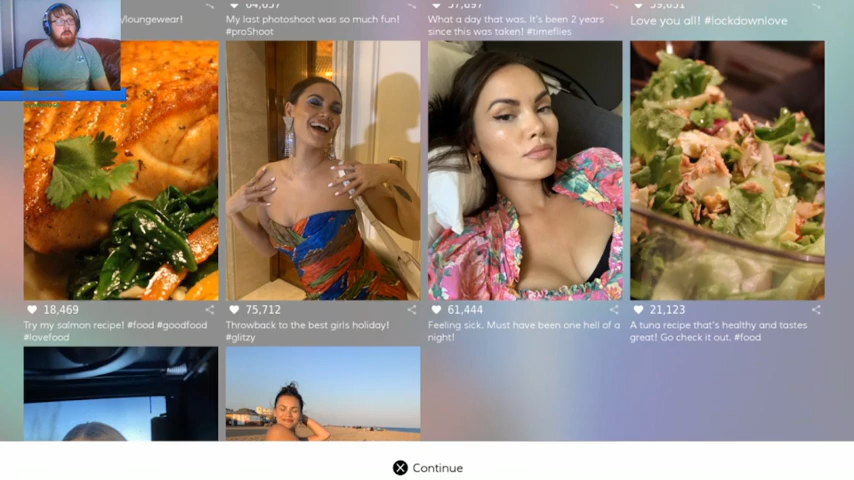 /loungewear!
My last photoshoot was so much fun!
#proShoot
What a day that was. It's been 2 years
since this was taken! #timeflies
Love you all! #lockdownlove
18,469
Try my salmon recipe! #food #goodfood
#lovefood
75,712
Throwback to the best girls holiday!
#glitzy
61,444
Feeling sick. Must have been one hell of a
night!
21,123
A tuna recipe that's healthy and tastes
great! Go check it out. #food
Continue